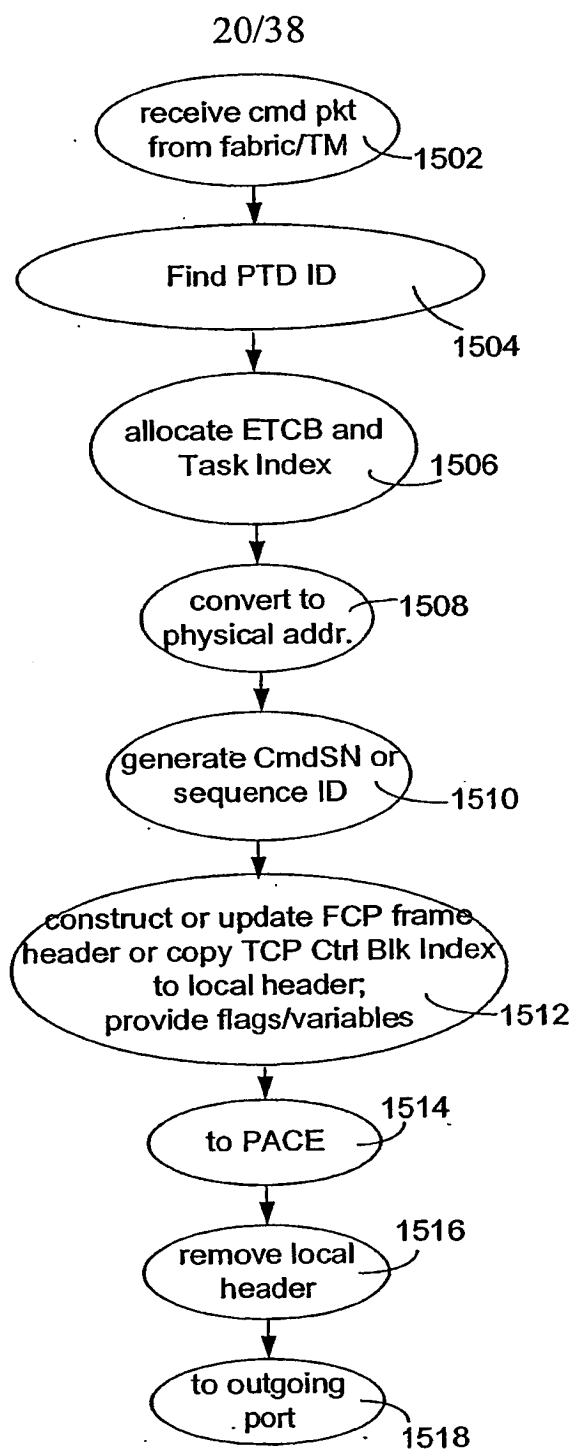 20/38
receive cmd pkt
from fabric/TM
1502
Find PTD ID
1504
allocate ETCB and
Task Index
1506
convert to
physical addr.
1508
generate CmdSN or
sequence ID
1510
construct or update FCP frame
header or copy TCP Ctrl Blk Index
to local header;
provide flags/variables
1512
to PACE
1514
remove local
header
1516
to outgoing
port
1518